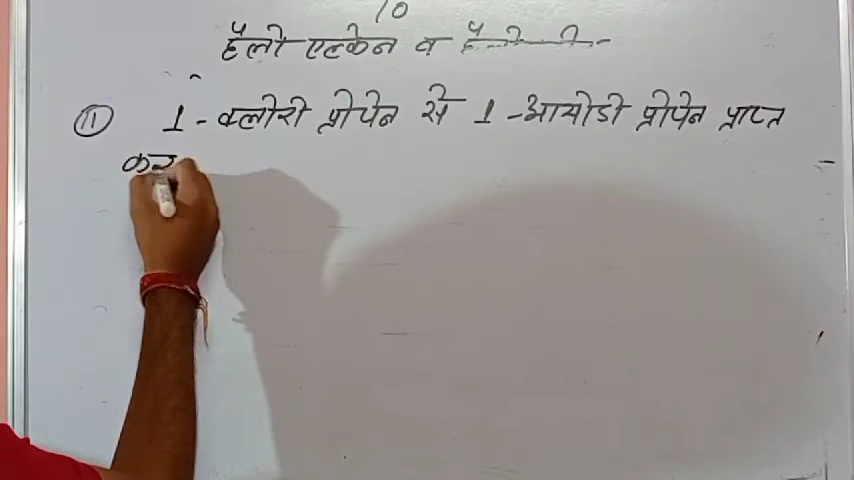 10
हैलो एल्केन व
(11) 1-क्लोरो प्रोपेन से 1-आयोडो प्रोपेन प्राप्त
कर